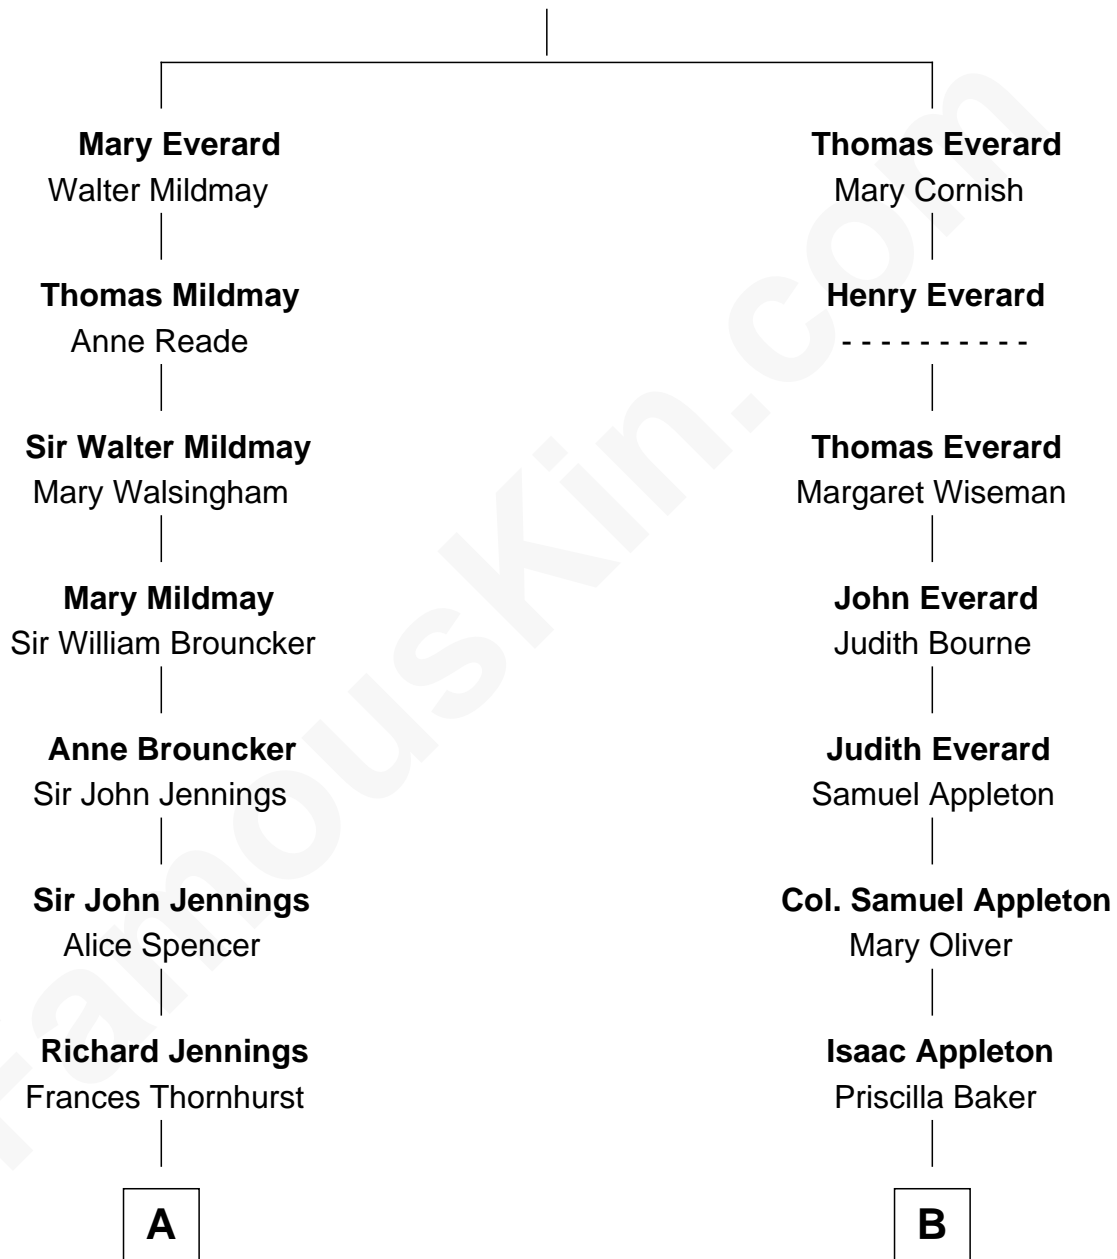 Mary Everard
Walter Mildmay
Thomas Everard
Mary Cornish
Thomas Mildmay
Anne Reade
Henry Everard
- - - - - - - - - -
Sir Walter Mildmay
Mary Walsingham
Thomas Everard
Margaret Wiseman
Mary Mildmay
Sir William Brouncker
John Everard
Judith Bourne
Anne Brouncker
Sir John Jennings
Judith Everard
Samuel Appleton
Sir John Jennings
Alice Spencer
Col. Samuel Appleton
Mary Oliver
Richard Jennings
Frances Thornhurst
Isaac Appleton
Priscilla Baker
A
B
FamousKin.com